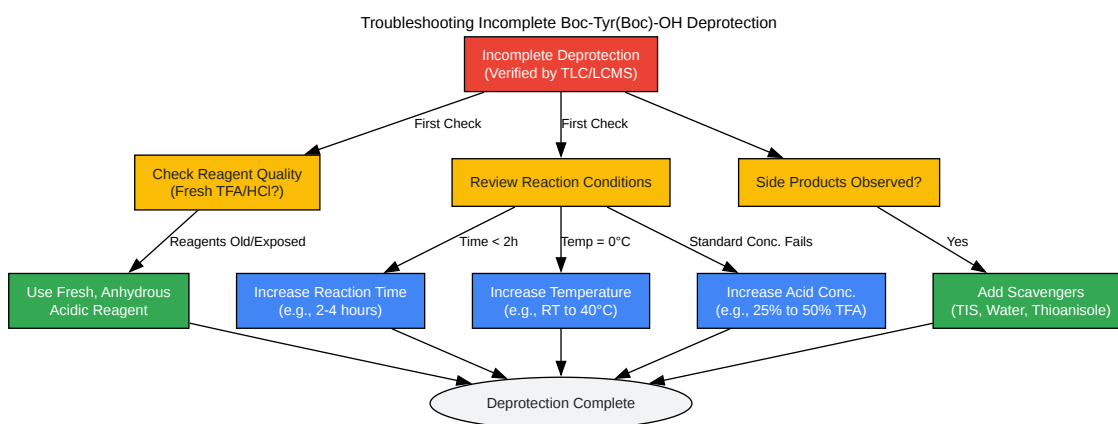 Troubleshooting Incomplete Boc-Tyr(Boc)-OH Deprotection
Incomplete Deprotection
(Verified by TLC/LCMS)
First Check
First Check
Check Reagent Quality
(Fresh TFA/HCl?)
Review Reaction Conditions
Side Products Observed?
Reagents Old/Exposed
Time < 2h
Temp = 0°C
Standard Conc. Fails
Yes
Use Fresh, Anhydrous
Acidic Reagent
Increase Reaction Time
(e.g., 2-4 hours)
Increase Temperature
(e.g., RT to 40°C)
Increase Acid Conc.
(e.g., 25% to 50% TFA)
Add Scavengers
(TIS, Water, Thioanisole)
Deprotection Complete